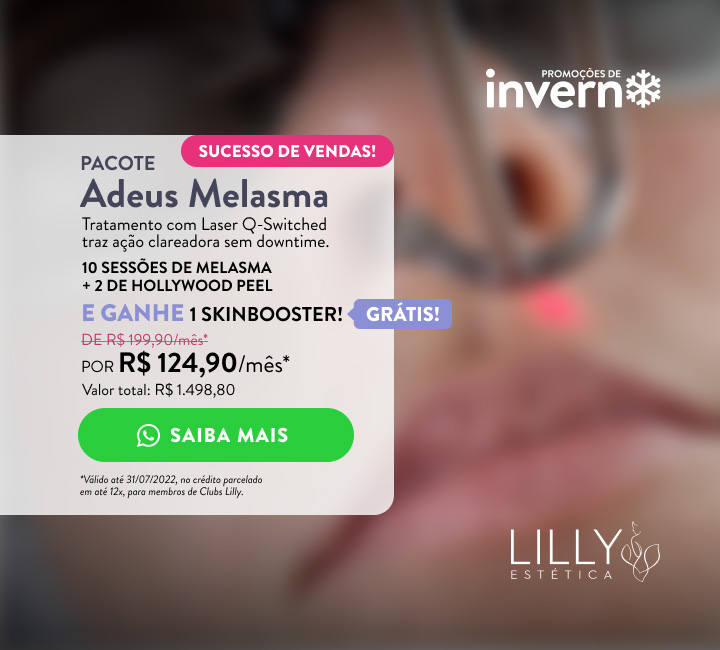 PROMOÇÕES DE
invern
SUCESSO DE VENDAS!
PACOTE
Adeus Melasma
Tratamento com Laser Q-Switched
traz ação clareadora sem downtime.
10 SESSÕES DE MELASMA
+ 2 DE HOLLYWOOD PEEL
E GANHE 1 SKINBOOSTER! GRÁTIS!
DE R$ 199,90/mês*
POR R$ 124,90/mês*
Valor total: R$ 1.498,80
SAIBA MAIS
*Válido até 31/07/2022, no crédito parcelado
em até 12x, para membros de Clubs Lilly.
LILLY
ESTÉTICA